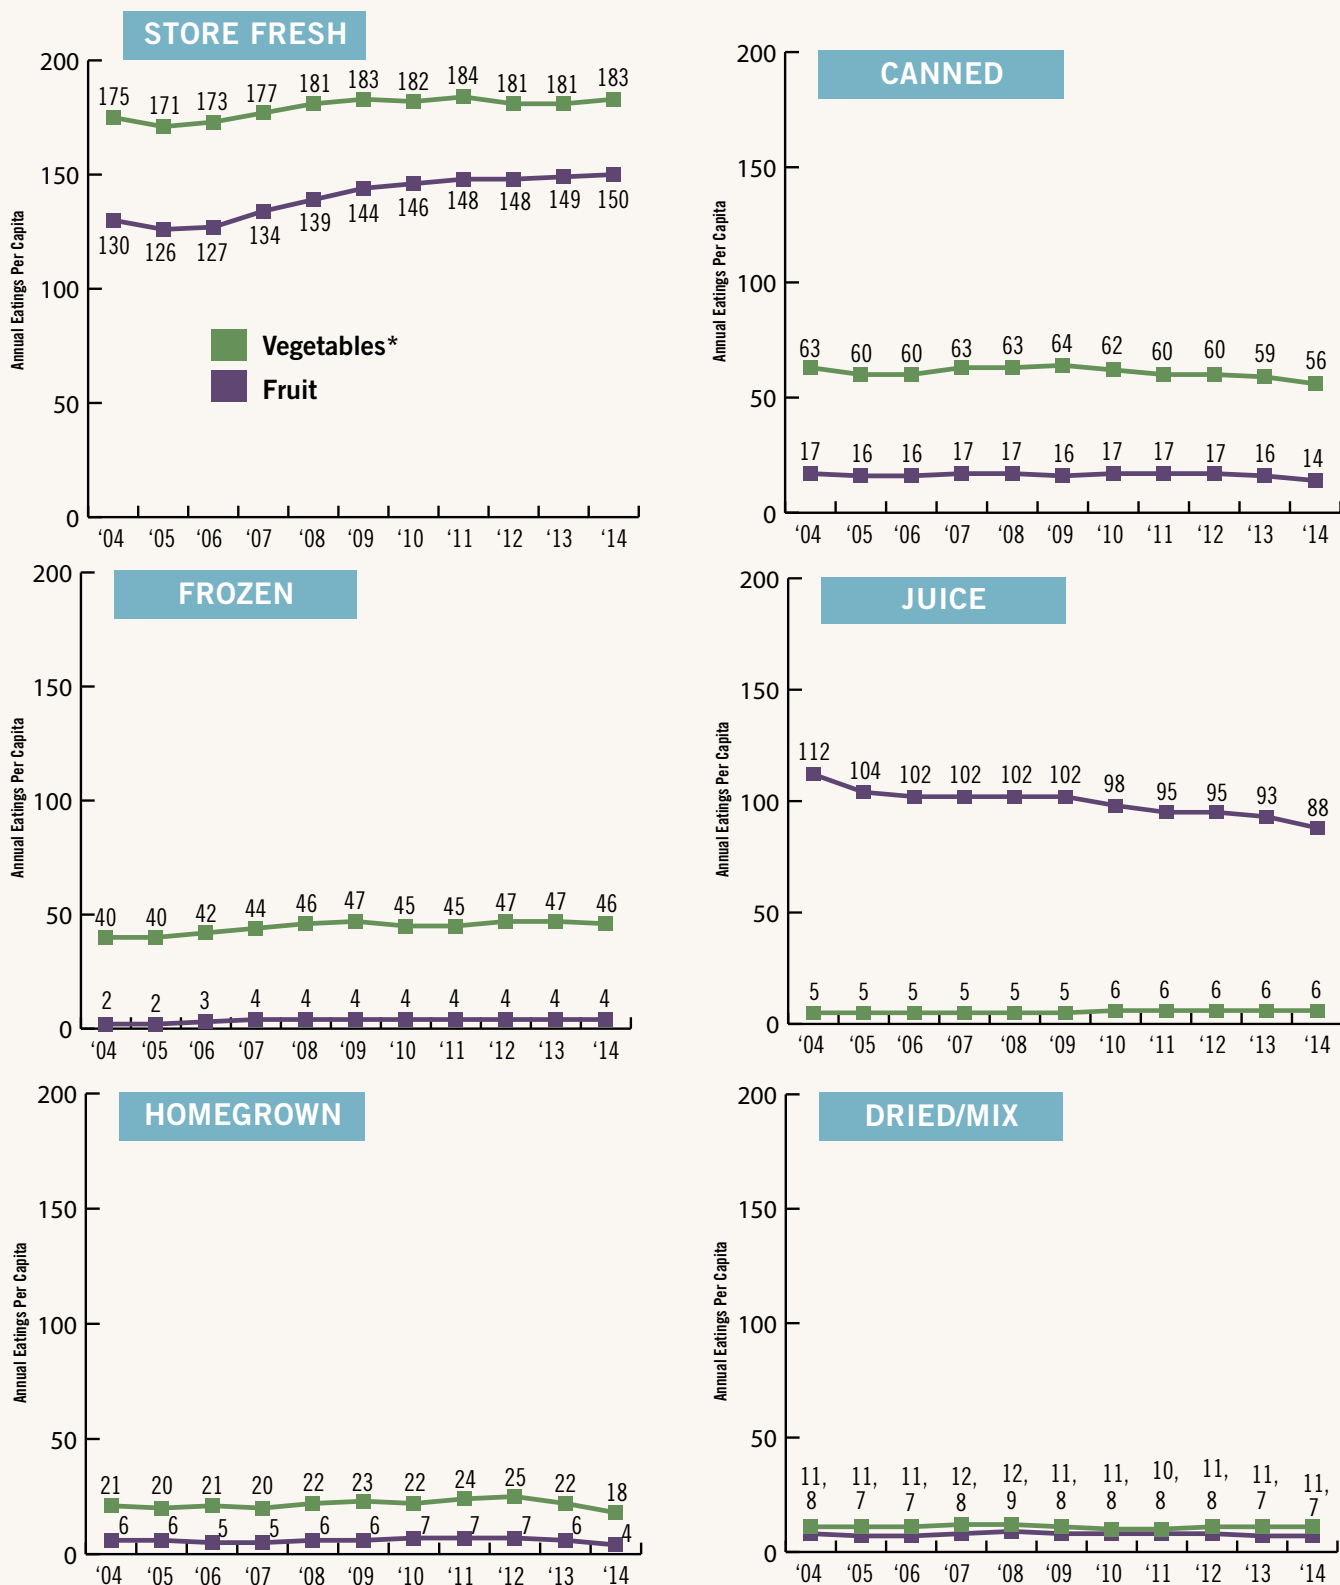 STORE FRESH
200
150
100
50
0
Annual Eatings Per Capita
175 171 173 177 181 183 182 184 181 181 183
130 126 127 134 139 144 146 148 148 149 150
Vegetables*
Fruit
‘04 ‘05 ‘06 ‘07 ‘08 ‘09 ‘10 ‘11 ‘12 ‘13 ‘14
CANNED
200
150
100
50
0
Annual Eatings Per Capita
63 60 60 63 63 64 62 60 60 59 56
17 16 16 17 17 16 17 17 17 16 14
‘04 ‘05 ‘06 ‘07 ‘08 ‘09 ‘10 ‘11 ‘12 ‘13 ‘14
FROZEN
200
150
100
50
0
Annual Eatings Per Capita
40 40 42 44 46 47 45 45 47 47 46
2 2 3 4 4 4 4 4 4 4 4
‘04 ‘05 ‘06 ‘07 ‘08 ‘09 ‘10 ‘11 ‘12 ‘13 ‘14
JUICE
200
150
100
50
0
Annual Eatings Per Capita
112 104 102 102 102 102 98 95 95 93 88
5 5 5 5 5 5 6 6 6 6 6
‘04 ‘05 ‘06 ‘07 ‘08 ‘09 ‘10 ‘11 ‘12 ‘13 ‘14
HOMEGROWN
200
150
100
50
0
Annual Eatings Per Capita
21 20 21 20 22 23 22 24 25 22 18
6 6 5 5 6 6 7 7 7 6 4
‘04 ‘05 ‘06 ‘07 ‘08 ‘09 ‘10 ‘11 ‘12 ‘13 ‘14
DRIED/MIX
200
150
100
50
0
Annual Eatings Per Capita
11, 11, 11, 12, 12, 11, 11, 10, 11, 11, 11,
8 7 7 8 9 8 8 8 8 7 7
‘04 ‘05 ‘06 ‘07 ‘08 ‘09 ‘10 ‘11 ‘12 ‘13 ‘14